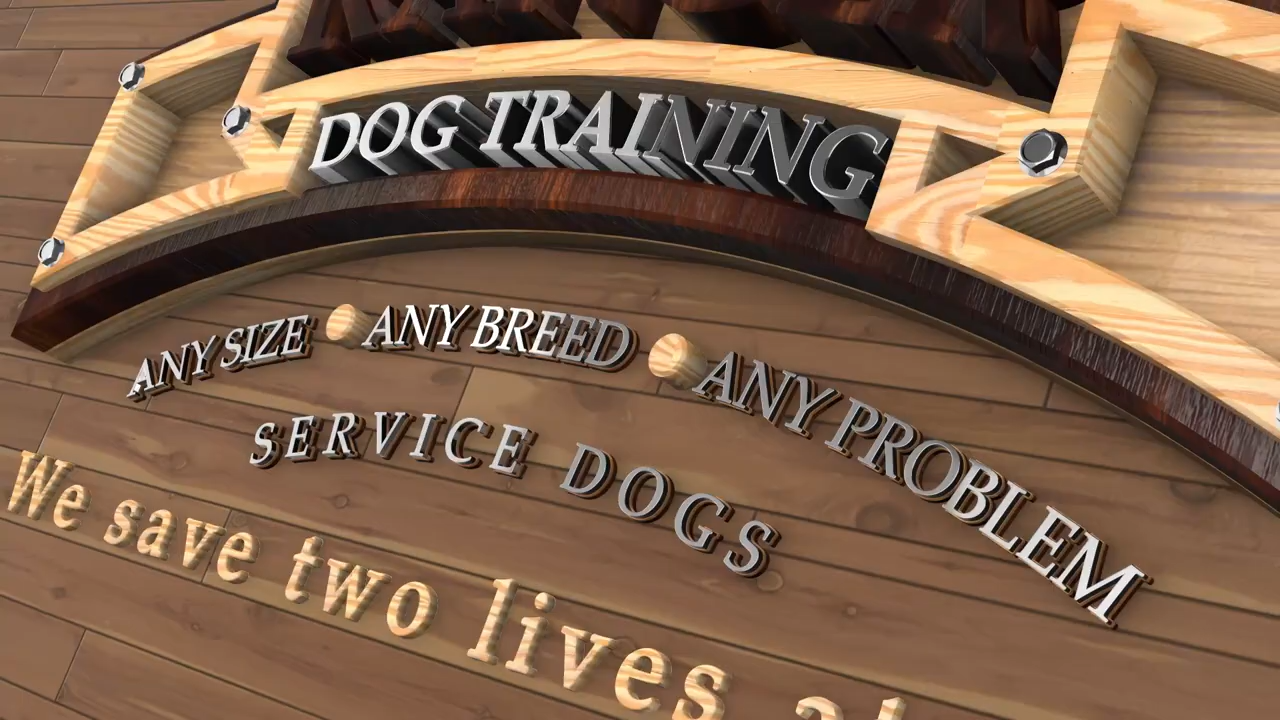 DOG TRAINING
ANY SIZE ANY BREED ANY PROBLEM
SERVICE DOGS
We save two lives